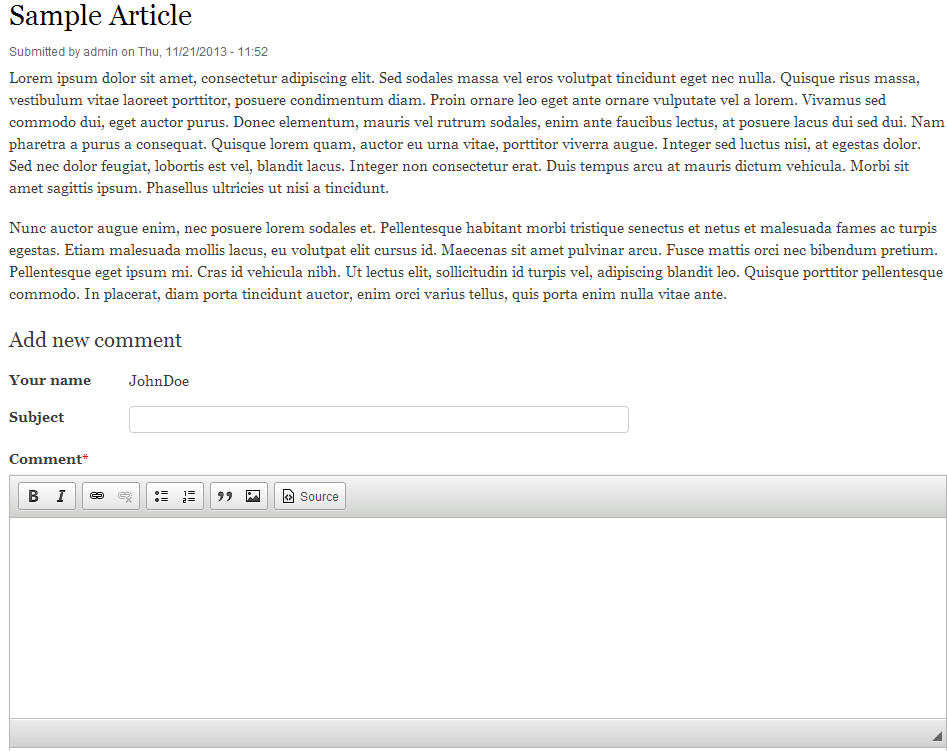 Sample Article
Submitted by admin on Thu, 11/21/2013 - 11:52
Lorem ipsum dolor sit amet, consectetur adipiscing elit. Sed sodales massa vel eros volutpat tincidunt eget nec nulla. Quisque risus massa,
vestibulum vitae laoreet porttitor, posuere condimentum diam. Proin ornare leo eget ante ornare vulputate vel a lorem. Vivamus sed
commodo dui, eget auctor purus. Donec elementum, mauris vel rutrum sodales, enim ante faucibus lectus, at posuere lacus dui sed dui. Nam
pharetra a purus a consequat. Quisque lorem quam, auctor eu urna vitae, porttitor viverra augue. Integer sed luctus nisi, at egestas dolor.
Sed nec dolor feugiat, lobortis est vel, blandit lacus. Integer non consectetur erat. Duis tempus arcu at mauris dictum vehicula. Morbi sit
amet sagittis ipsum. Phasellus ultricies ut nisi a tincidunt.
Nunc auctor augue enim, nec posuere lorem sodales et. Pellentesque habitant morbi tristique senectus et netus et malesuada fames ac turpis
egestas. Etiam malesuada mollis lacus, eu volutpat elit cursus id. Maecenas sit amet pulvinar arcu. Fusce mattis orci nec bibendum pretium.
Pellentesque eget ipsum mi. Cras id vehicula nibh. Ut lectus elit, sollicitudin id turpis vel, adipiscing blandit leo. Quisque porttitor pellentesque
commodo. In placerat, diam porta tincidunt auctor, enim orci varius tellus, quis porta enim nulla vitae ante.
Add new comment
Your name JohnDoe
Subject
Comment*
B I Source